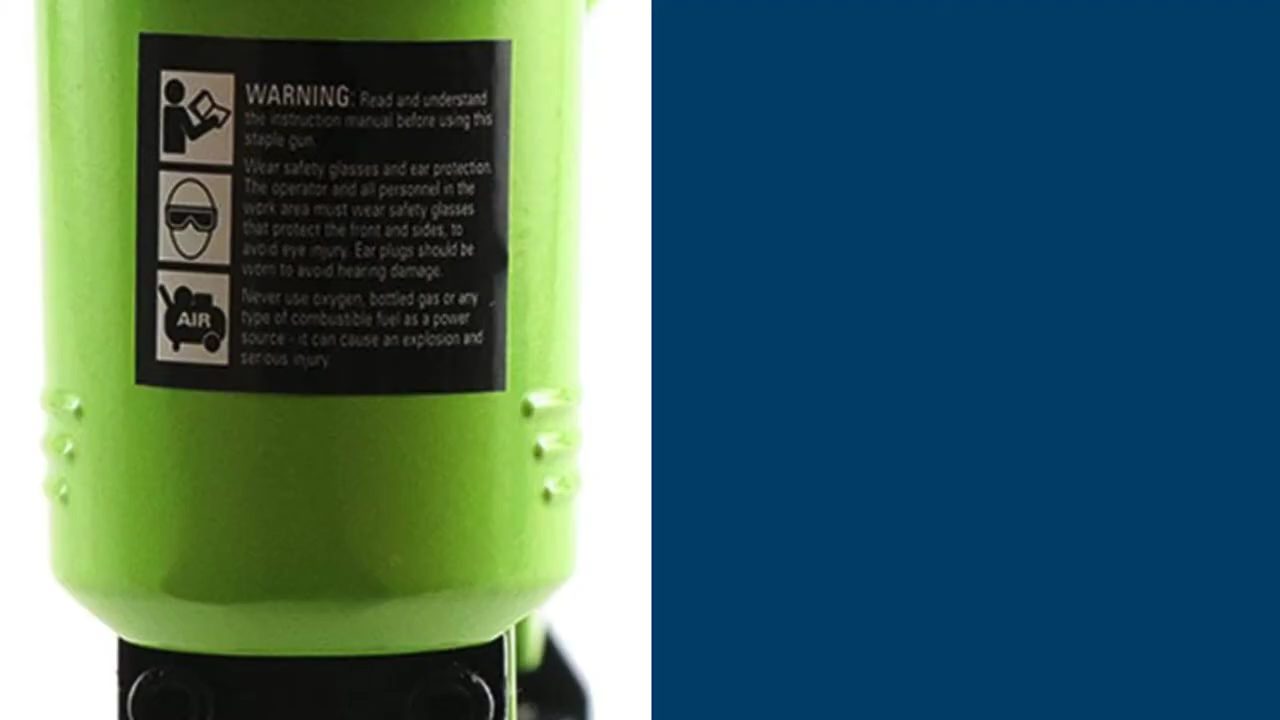 WARNING: Read and understand
the instruction manual before using this
staple gun.
Wear safety glasses and ear protection.
The operator and all personnel in the
work area must wear safety glasses
that protect the front and sides, to
avoid eye injury. Ear plugs should be
worn to avoid hearing damage.
Never use oxygen, bottled gas or any
type of combustible fuel as a power
source - it can cause an explosion and
serious injury.
AIR